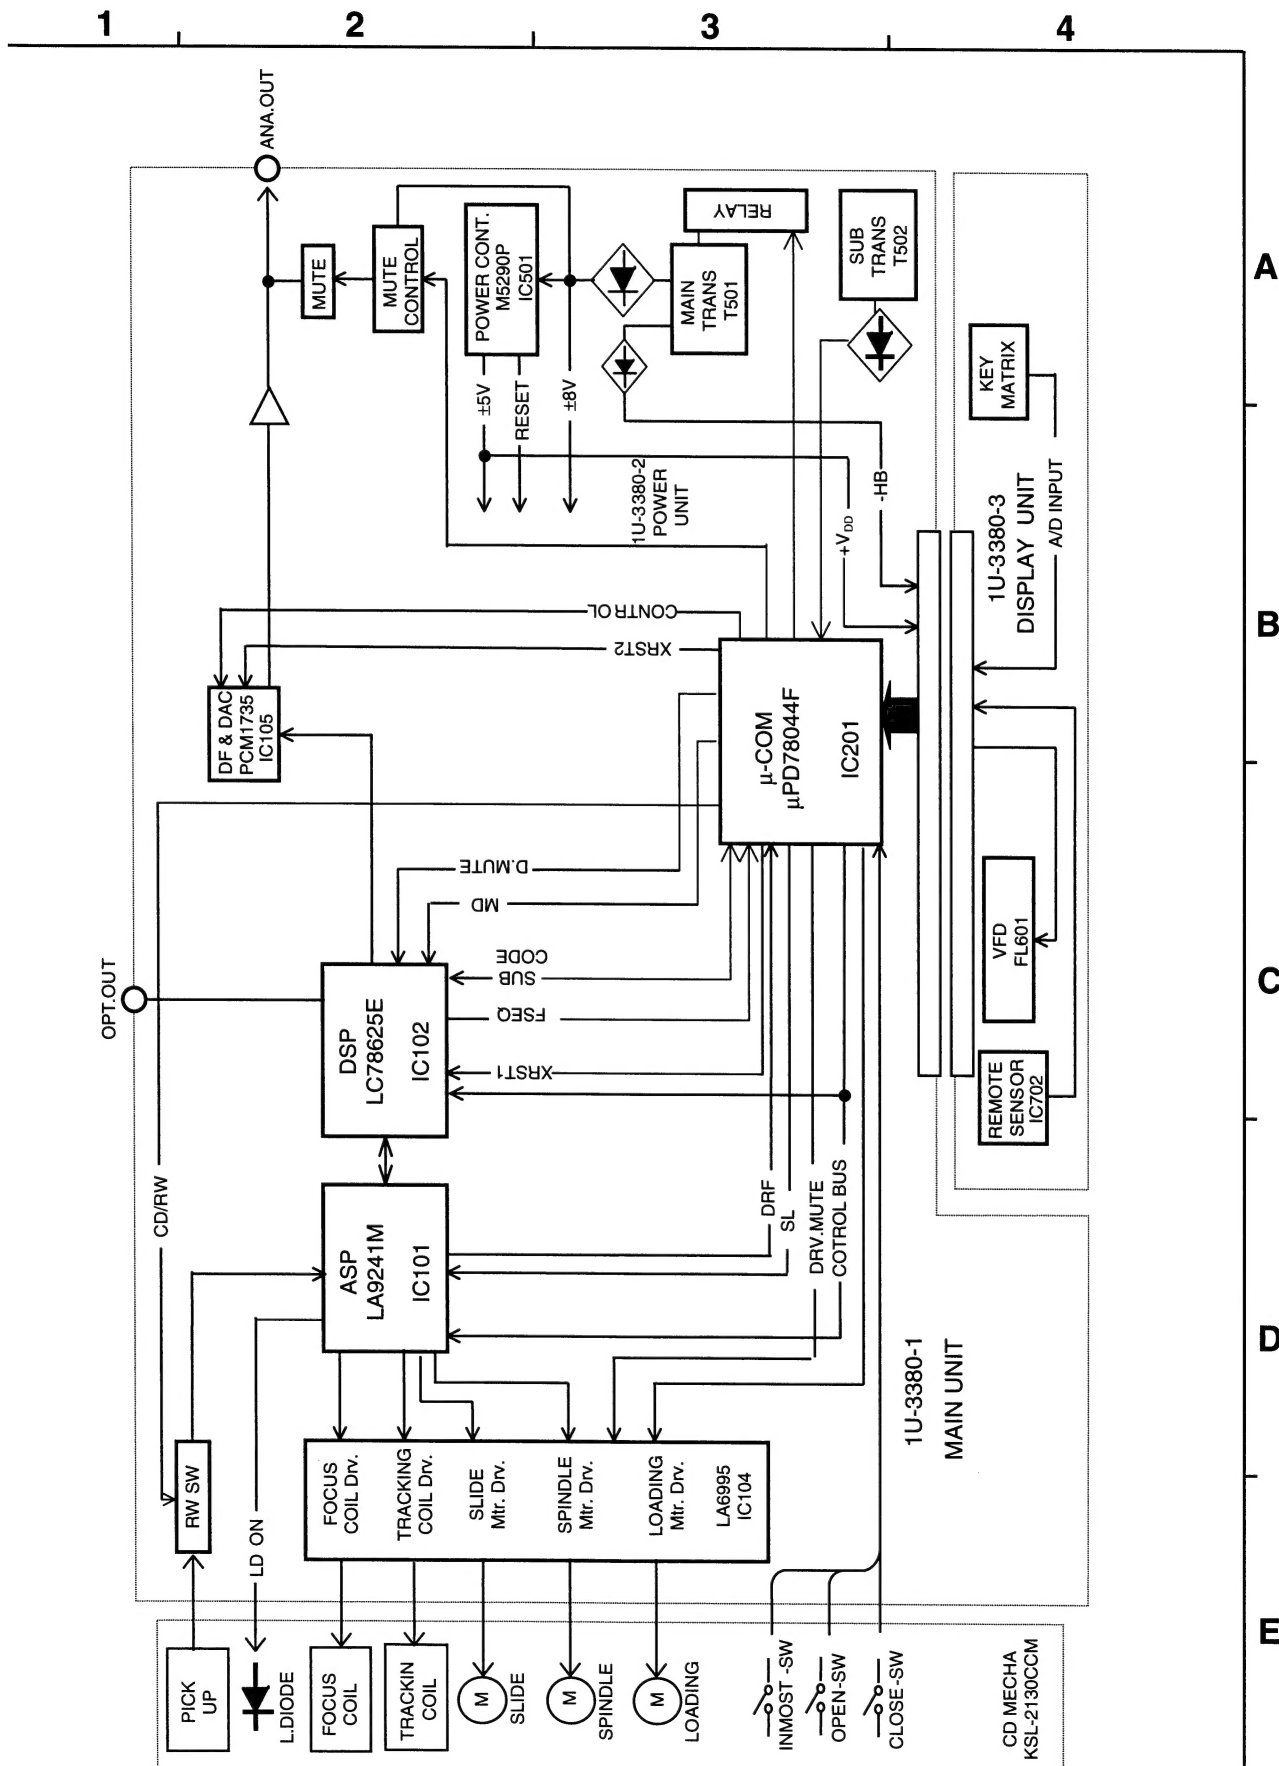 1
2
3
4
A
B
C
D
E
ANA.OUT
MUTE
MUTE
CONTROL
POWER CONT.
M5290P
IC501
±5V
RESET
±8V
RELAY
MAIN
TRANS
T501
SUB
TRANS
T502
1U-3380-2
POWER
UNIT
+VDD
-HB
KEY
MATRIX
A/D INPUT
1U-3380-3
DISPLAY UNIT
DF & DAC
PCM1735
IC105
CONTROL
XRST2
µ-COM
µPD78044F
IC201
D.MUTE
MD
SUB
CODE
FSEQ
XRST1
OPT.OUT
DSP
LC78625E
IC102
VFD
FL601
REMOTE
SENSOR
IC702
CD/RW
ASP
LA9241M
IC101
DRF
SL
DRV.MUTE
COTROL BUS
1U-3380-1
MAIN UNIT
RW SW
LD ON
FOCUS
COIL Drv.
TRACKING
COIL Drv.
SLIDE
Mtr. Drv.
SPINDLE
Mtr. Drv.
LOADING
Mtr. Drv.
LA6995
IC104
PICK
UP
L.DIODE
FOCUS
COIL
TRACKIN
COIL
M
SLIDE
M
SPINDLE
M
LOADING
INMOST -SW
OPEN-SW
CLOSE-SW
CD MECHA
KSL-2130CCM